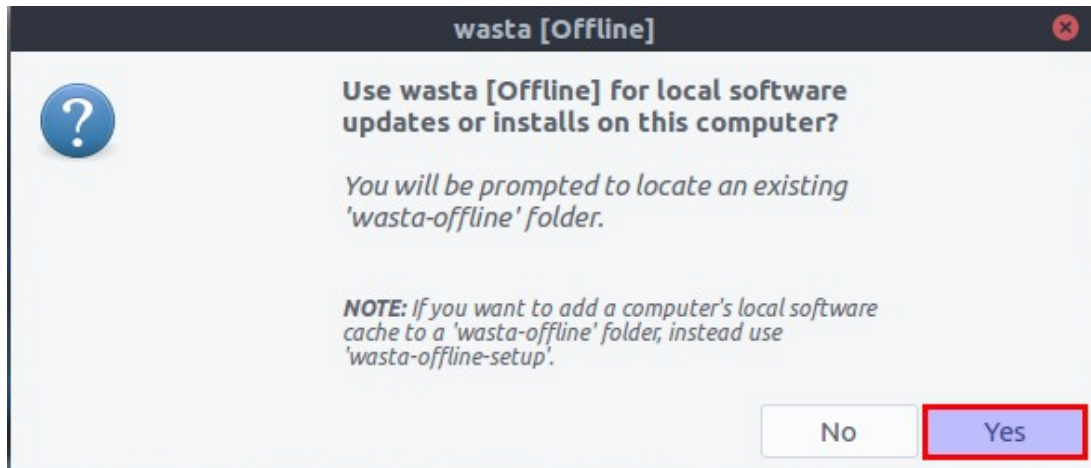 wasta [Offline]
Use wasta [Offline] for local software
updates or installs on this computer?
You will be prompted to locate an existing
'wasta-offline' folder.
NOTE: If you want to add a computer's local software
cache to a 'wasta-offline' folder, instead use
'wasta-offline-setup'.
No Yes